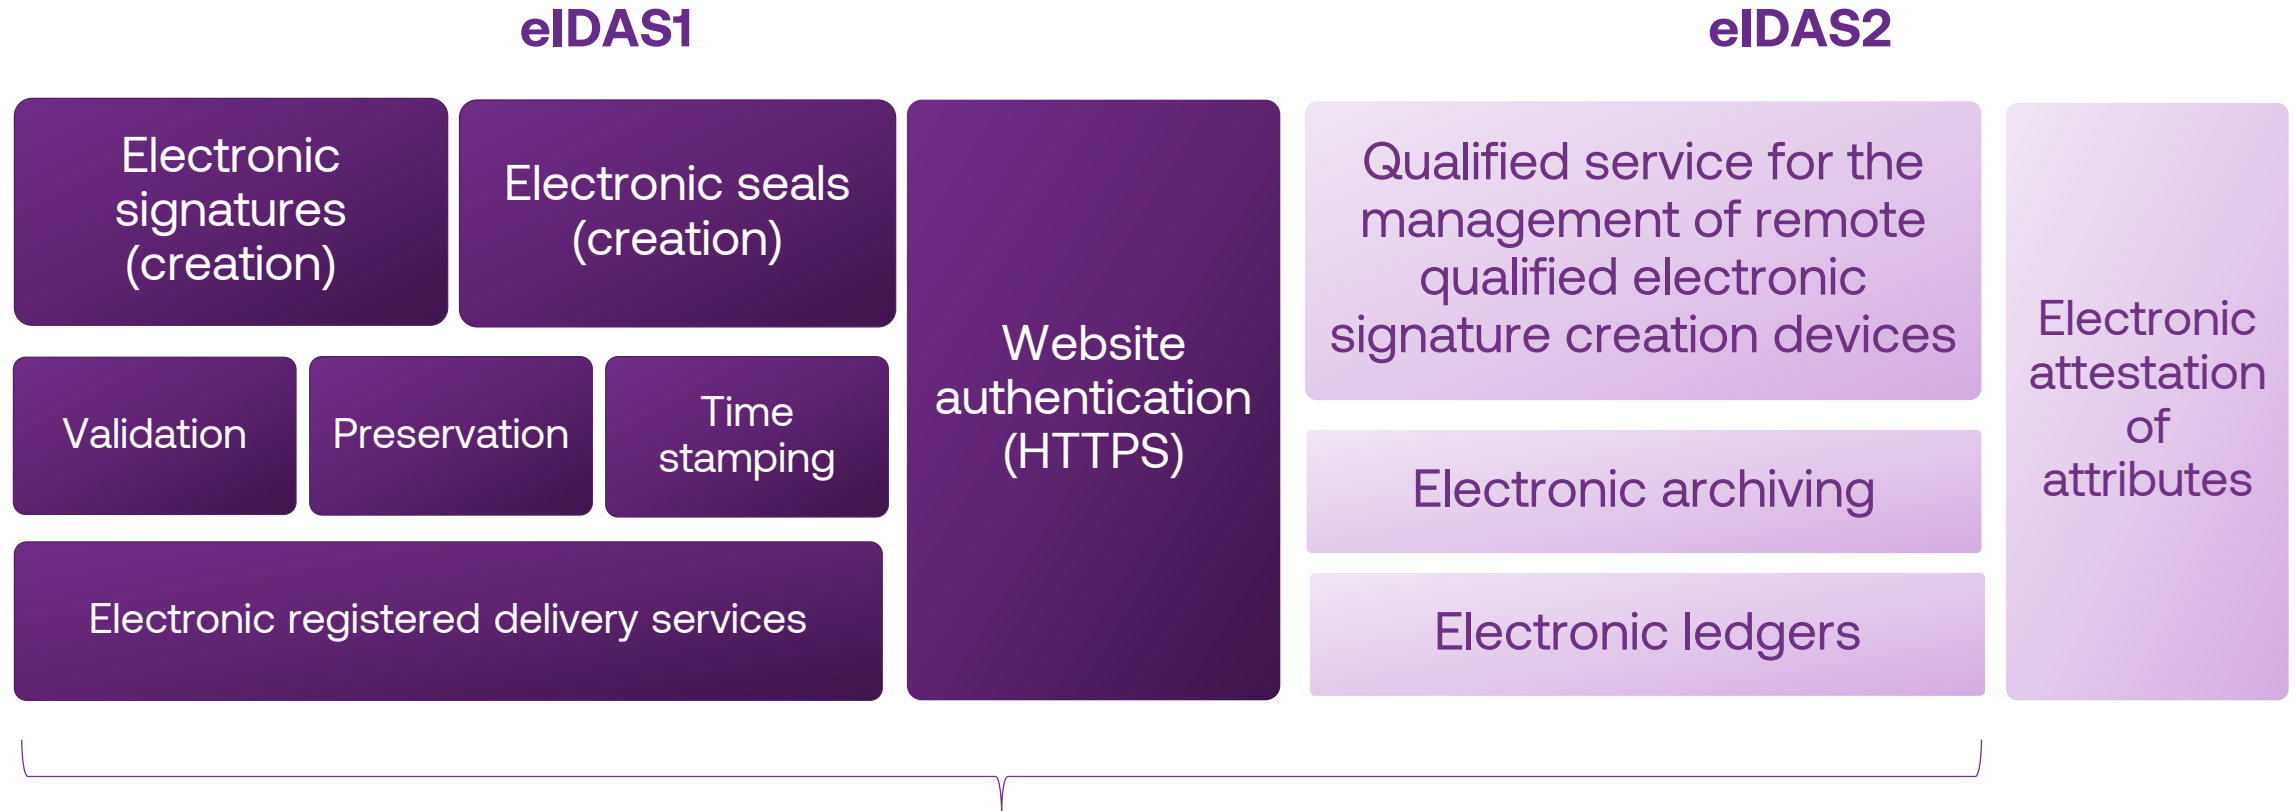 eIDAS1
eIDAS2
Electronic
signatures
(creation)
Electronic seals
(creation)
Validation
Preservation
Time
stamping
Electronic registered delivery services
Website
authentication
(HTTPS)
Qualified service for the
management of remote
qualified electronic
signature creation devices
Electronic archiving
Electronic ledgers
Electronic
attestation
of
attributes